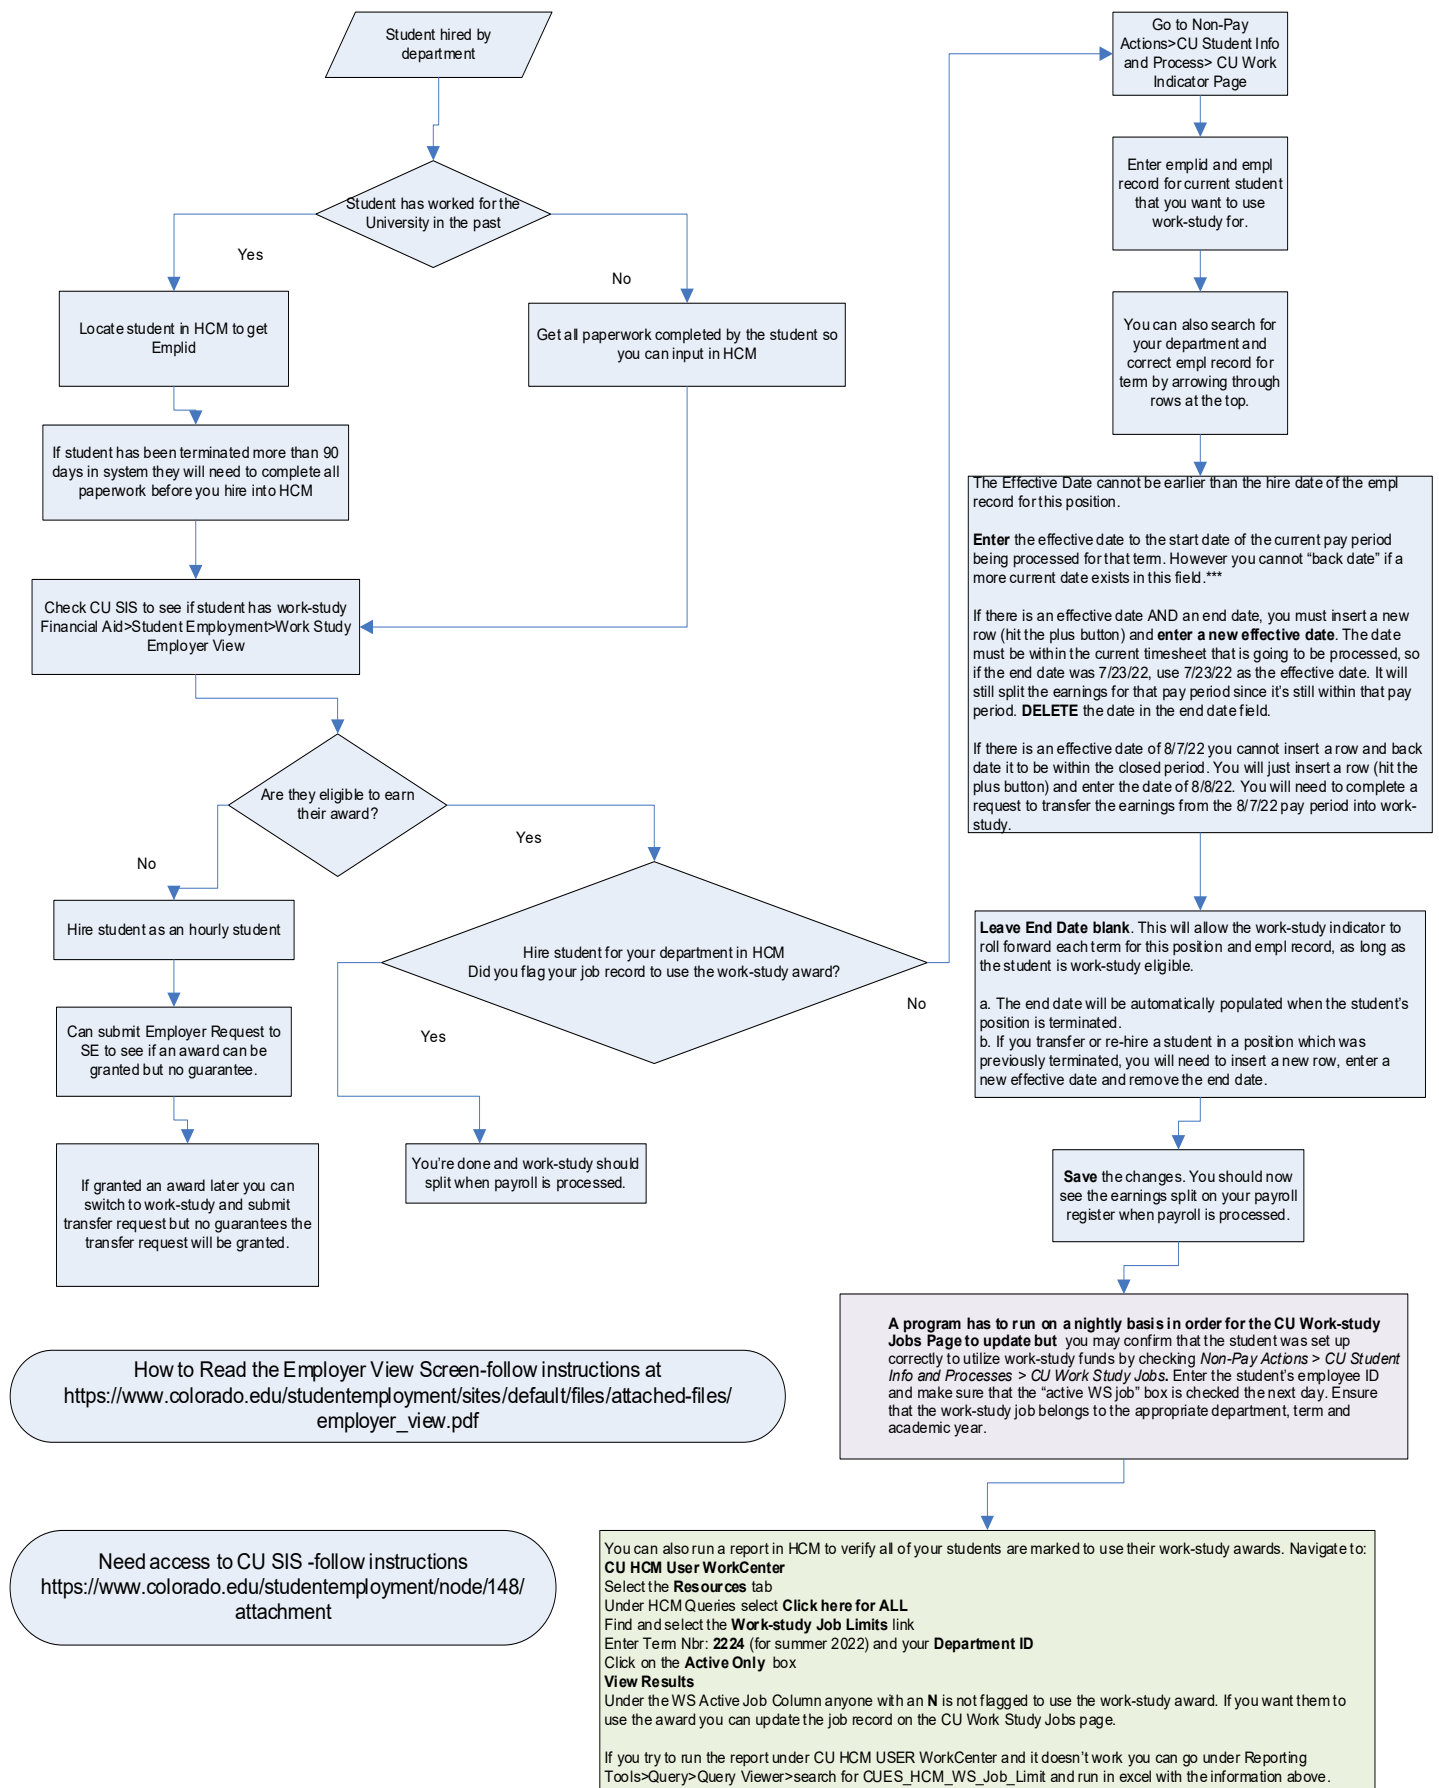 Student hired by
department
Student has worked for the
University in the past
Yes
No
Locate student in HCM to get
Emplid
Get all paperwork completed by the student so
you can input in HCM
If student has been terminated more than 90
days in system they will need to complete all
paperwork before you hire into HCM
Check CU SIS to see if student has work-study
Financial Aid>Student Employment>Work Study
Employer View
Are they eligible to earn
their award?
No
Yes
Hire student as an hourly student
Can submit Employer Request to
SE to see if an award can be
granted but no guarantee.
If granted an award later you can
switch to work-study and submit
transfer request but no guarantees the
transfer request will be granted.
Hire student for your department in HCM
Did you flag your job record to use the work-study award?
Yes
No
You're done and work-study should
split when payroll is processed.
Go to Non-Pay
Actions>CU Student Info
and Process> CU Work
Indicator Page
Enter emplid and empl
record for current student
that you want to use
work-study for.
You can also search for
your department and
correct empl record for
term by arrowing through
rows at the top.
The Effective Date cannot be earlier than the hire date of the empl
record for this position.
Enter the effective date to the start date of the current pay period
being processed for that term. However you cannot “back date” if a
more current date exists in this field.***
If there is an effective date AND an end date, you must insert a new
row (hit the plus button) and enter a new effective date. The date
must be within the current timesheet that is going to be processed, so
if the end date was 7/23/22, use 7/23/22 as the effective date. It will
still split the earnings for that pay period since it's still within that pay
period. DELETE the date in the end date field.
If there is an effective date of 8/7/22 you cannot insert a row and back
date it to be within the closed period. You will just insert a row (hit the
plus button) and enter the date of 8/8/22. You will need to complete a
request to transfer the earnings from the 8/7/22 pay period into work-
study.
Leave End Date blank. This will allow the work-study indicator to
roll forward each term for this position and empl record, as long as
the student is work-study eligible.
a. The end date will be automatically populated when the student's
position is terminated.
b. If you transfer or re-hire a student in a position which was
previously terminated, you will need to insert a new row, enter a
new effective date and remove the end date.
Save the changes. You should now
see the earnings split on your payroll
register when payroll is processed.
A program has to run on a nightly basis in order for the CU Work-study
Jobs Page to update but you may confirm that the student was set up
correctly to utilize work-study funds by checking Non-Pay Actions > CU Student
Info and Processes > CU Work Study Jobs. Enter the student's employee ID
and make sure that the “active WS job” box is checked the next day. Ensure
that the work-study job belongs to the appropriate department, term and
academic year.
How to Read the Employer View Screen-follow instructions at
https://www.colorado.edu/studentemployment/sites/default/files/attached-files/
employer_view.pdf
Need access to CU SIS -follow instructions
https://www.colorado.edu/studentemployment/node/148/
attachment
You can also run a report in HCM to verify all of your students are marked to use their work-study awards. Navigate to:
CU HCM User WorkCenter
Select the Resources tab
Under HCM Queries select Click here for ALL
Find and select the Work-study Job Limits link
Enter Term Nbr: 2224 (for summer 2022) and your Department ID
Click on the Active Only box
View Results
Under the WS Active Job Column anyone with an N is not flagged to use the work-study award. If you want them to
use the award you can update the job record on the CU Work Study Jobs page.
If you try to run the report under CU HCM USER WorkCenter and it doesn't work you can go under Reporting
Tools>Query>Query Viewer>search for CUES_HCM_WS_Job_Limit and run in excel with the information above.